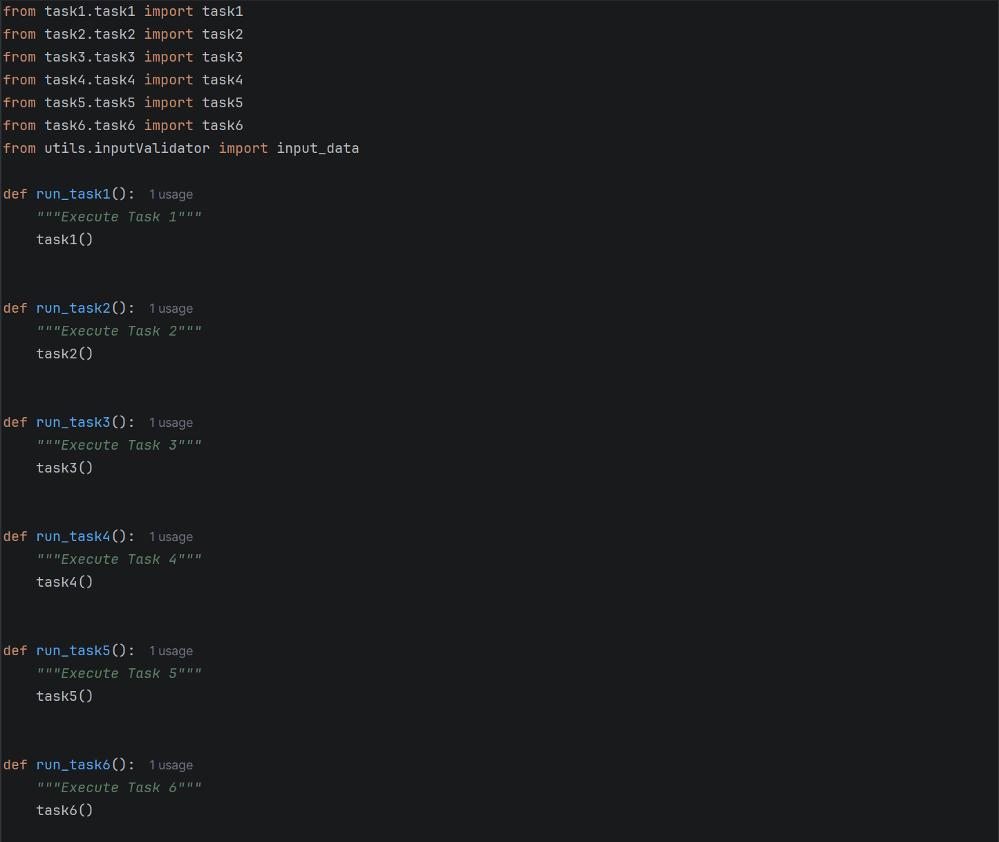 from task1.task1 import task1
from task2.task2 import task2
from task3.task3 import task3
from task4.task4 import task4
from task5.task5 import task5
from task6.task6 import task6
from utils.inputValidator import input_data
def run_task1(): 1 usage
"""Execute Task 1"""
task1()
def run_task2(): 1 usage
"""Execute Task 2"""
task2()
def run_task3(): 1 usage
"""Execute Task 3"""
task3()
def run_task4(): 1 usage
"""Execute Task 4"""
task4()
def run_task5(): 1 usage
"""Execute Task 5"""
task5()
def run_task6(): 1 usage
"""Execute Task 6"""
task6()